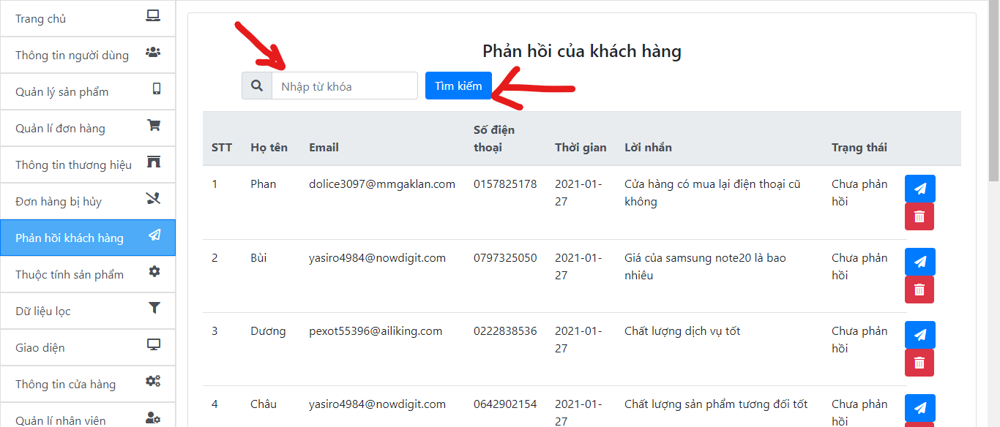 Trang chủ
Thông tin người dùng
Quản lý sản phẩm
Quản lí đơn hàng
Thông tin thương hiệu
Đơn hàng bị hủy
Phản hồi khách hàng
Thuộc tính sản phẩm
Dữ liệu lọc
Giao diện
Thông tin cửa hàng
Quản lí nhân viên
Phản hồi của khách hàng
Nhập từ khóa
Tìm kiếm
STT Họ tên Email Số điện thoại Thời gian Lời nhắn Trạng thái
1 Phan dolice3097@mmgaklan.com 0157825178 2021-01- Cửa hàng có mua lại điện thoại cũ Chưa phản
27 không hồi
2 Bùi yasiro4984@nowdigit.com 0797325050 2021-01- Giá của samsung note20 là bao Chưa phản
27 nhiêu hồi
3 Dương pexot55396@ailiking.com 0222838536 2021-01- Chất lượng dịch vụ tốt Chưa phản
27 hồi
4 Châu yasiro4984@nowdigit.com 0642902154 2021-01- Chất lượng sản phẩm tương đối tốt Chưa phản
27 hồi